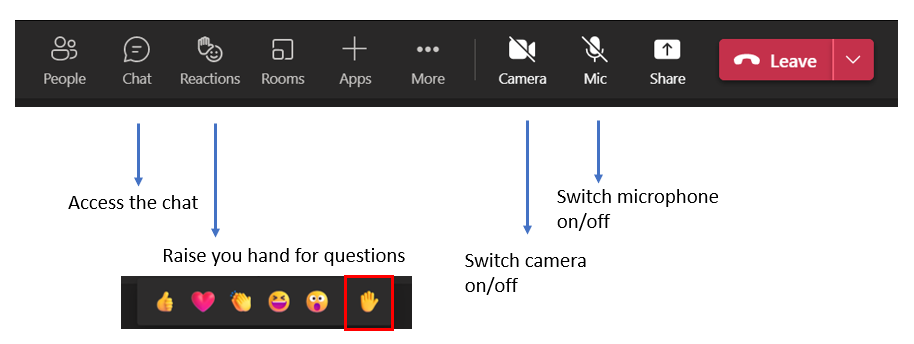 People Chat Reactions Rooms Apps More Camera Mic Share Leave
Access the chat
Switch microphone
on/off
Raise you hand for questions
Switch camera
on/off